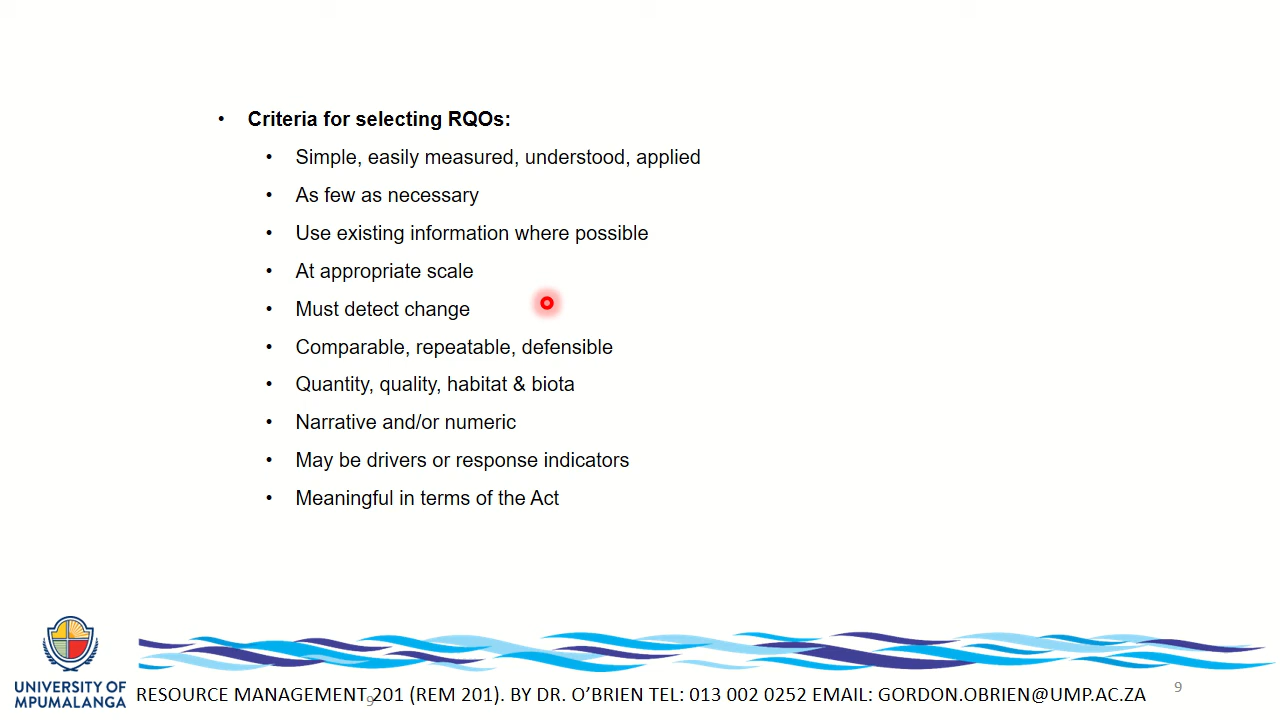 • Criteria for selecting RQOs:
• Simple, easily measured, understood, applied
• As few as necessary
• Use existing information where possible
• At appropriate scale
• Must detect change
• Comparable, repeatable, defensible
• Quantity, quality, habitat & biota
• Narrative and/or numeric
• May be drivers or response indicators
• Meaningful in terms of the Act
UNIVERSITY OF
MPUMALANGA
RESOURCE MANAGEMENT 201 (REM 201). BY DR. O’BRIEN TEL: 013 002 0252 EMAIL: GORDON.OBRIEN@UMP.AC.ZA
9
9